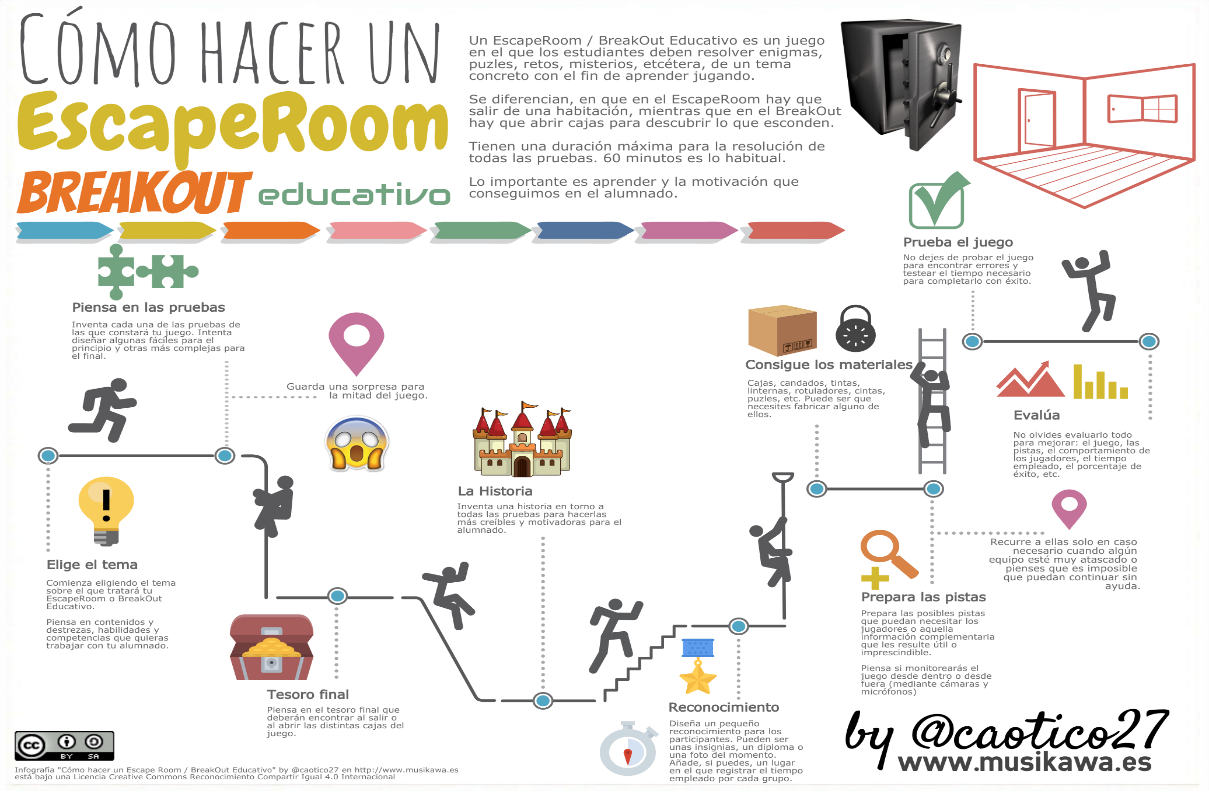 CÓMO HACER UN
EscapeRoom
BREAKOUT educativo
Un EscapeRoom / BreakOut Educativo es un juego
en el que los estudiantes deben resolver enigmas,
puzles, retos, misterios, etcétera, de un tema
concreto con el fin de aprender jugando.
Se diferencian, en que en el EscapeRoom hay que
salir de una habitación, mientras que en el BreakOut
hay que abrir cajas para descubrir lo que esconden.
Tienen una duración máxima para la resolución de
todas las pruebas. 60 minutos es lo habitual.
Lo importante es aprender y la motivación que
conseguimos en el alumnado.
Elige el tema
Comienza eligiendo el tema
sobre el que tratará tu
EscapeRoom o BreakOut
Educativo.
Piensa en contenidos y
destrezas, habilidades y
competencias que quieras
trabajar con tu alumnado.
Piensa en las pruebas
Inventa cada una de las pruebas de
las que constará tu juego. Intenta
diseñar algunas fáciles para el
principio y otras más complejas para
el final.
Guarda una sorpresa para
la mitad del juego.
Tesoro final
Piensa en el tesoro final que
deberán encontrar al salir o
al abrir las distintas cajas del
juego.
La Historia
Inventa una historia en torno a
todas las pruebas para hacerlas
más creíbles y motivadoras para el
alumnado.
Reconocimiento
Diseña un pequeño
reconocimiento para los
participantes. Pueden ser
unas insignias, un diploma o
una foto del momento.
Añade, si puedes, un lugar
en el que registrar el tiempo
empleado por cada grupo.
Consigue los materiales
Cajas, candados, tintas,
linternas, rotuladores, cintas,
puzles, etc. Puede ser que
necesites fabricar alguno de
ellos.
Prepara las pistas
Prepara las posibles pistas
que puedan necesitar los
jugadores o aquella
información complementaria
que les resulte útil o
imprescindible.
Piensa si monitorearás el
juego desde dentro o desde
fuera (mediante cámaras y
micrófonos)
Recurre a ellas solo en caso
necesario cuando algún
equipo esté muy atascado o
pienses que es imposible
que puedan continuar sin
ayuda.
Prueba el juego
No dejes de probar el juego
para encontrar errores y
testear el tiempo necesario
para completarlo con éxito.
Evalúa
No olvides evaluarlo todo
para mejorar: el juego, las
pistas, el comportamiento de
los jugadores, el tiempo
empleado, el porcentaje de
éxito, etc.
by @caotico27
www.musikawa.es
cc BY SA
Infografía "Cómo hacer un Escape Room / BreakOut Educativo" by @caotico27 en http://www.musikawa.es
está bajo una Licencia Creative Commons Reconocimiento Compartir Igual 4.0 Internacional